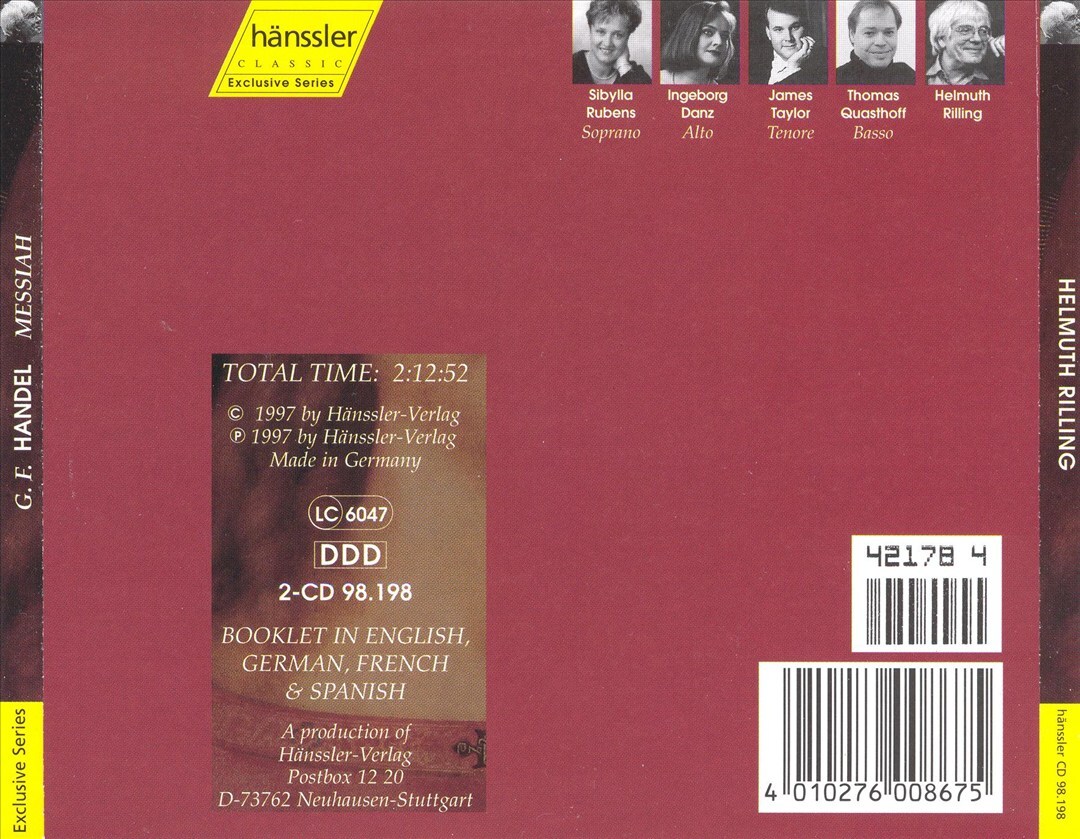 hänssler
CLASSIC
Exclusive Series
Sibylla
Rubens
Soprano
Ingeborg
Danz
Alto
James
Taylor
Tenore
Thomas
Quasthoff
Basso
Helmuth
Rilling
G. F. HANDEL MESSIAH
Exclusive Series
TOTAL TIME: 2:12:52
© 1997 by Hänssler-Verlag
℗ 1997 by Hänssler-Verlag
Made in Germany
LC 6047
DDD
2-CD 98.198
BOOKLET IN ENGLISH,
GERMAN, FRENCH
& SPANISH
A production of
Hänssler-Verlag
Postbox 12 20
D-73762 Neuhausen-Stuttgart
42178 4
4 010276 008675
HELMUTH RILLING
hänssler CD 98.198